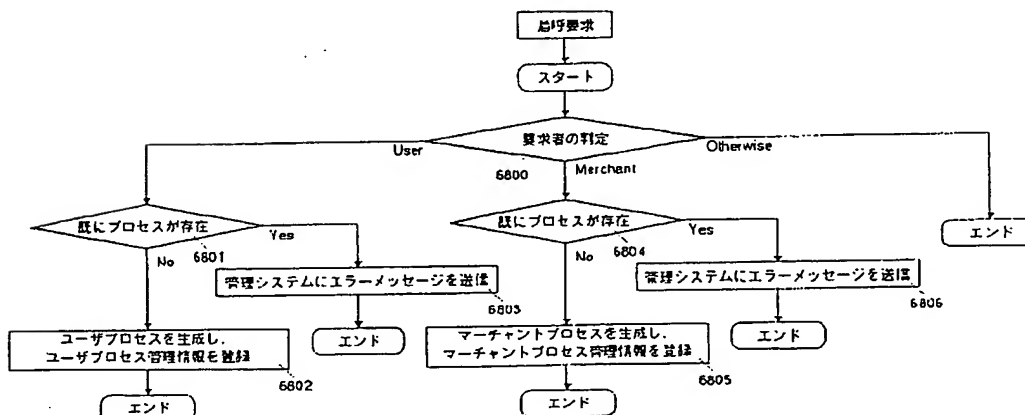 着呼要求
スタート
要求者の判定
User
Otherwise
6800
Merchant
既にプロセスが存在
Yes
6801
No
既にプロセスが存在
Yes
6804
No
エンド
管理システムにエラーメッセージを送信
6803
管理システムにエラーメッセージを送信
6806
ユーザプロセスを生成し、
ユーザプロセス管理情報を登録
6802
エンド
マーチャントプロセスを生成し、
マーチャントプロセス管理情報を登録
6805
エンド
エンド
エンド